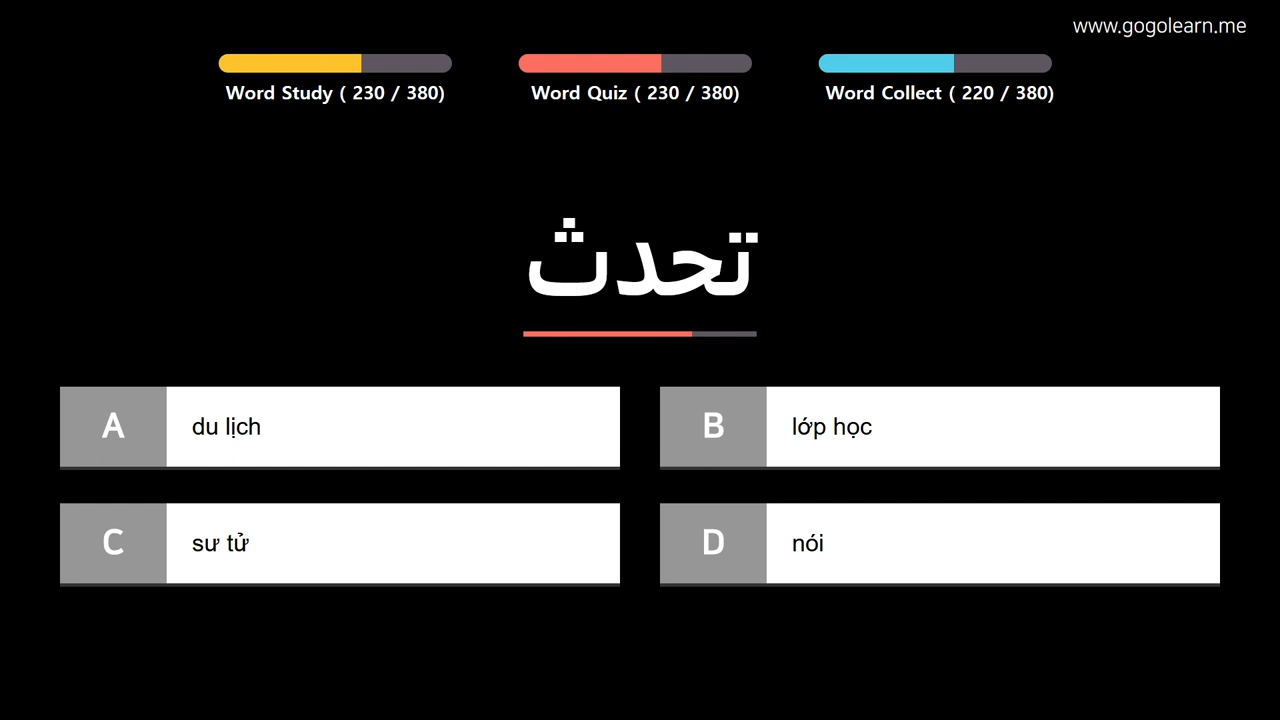 www.gogolearn.me
Word Study ( 230 / 380)
Word Quiz ( 230 / 380)
Word Collect ( 220 / 380)
تحدث
A
du lịch
B
lớp học
C
sư tử
D
nói